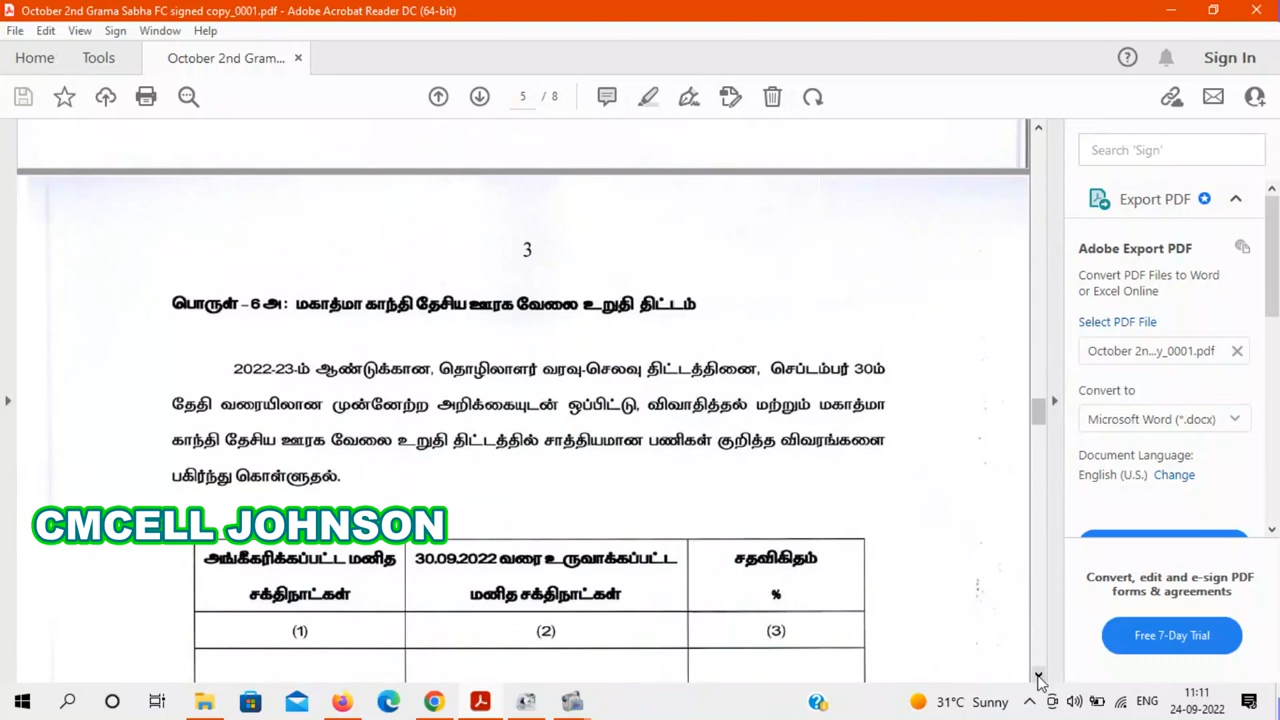 October 2nd Grama Sabha FC signed copy_0001.pdf - Adobe Acrobat Reader DC (64-bit)
File Edit View Sign Window Help
Home Tools October 2nd Gram... × Sign In
5 / 8
Search 'Sign'
Export PDF
Adobe Export PDF
Convert PDF Files to Word
or Excel Online
Select PDF File
October 2n...y_0001.pdf
Convert to
Microsoft Word (*.docx)
Document Language:
English (U.S.) Change
Convert, edit and e-sign PDF
forms & agreements
Free 7-Day Trial
3
பொருள் – 6 அ: மகாத்மா காந்தி தேசிய ஊரக வேலை உறுதி திட்டம்
2022-23-ம் ஆண்டுக்கான, தொழிலாளர் வரவு-செலவு திட்டத்தினை, செப்டம்பர் 30ம்
தேதி வரையிலான முன்னேற்ற அறிக்கையுடன் ஒப்பிட்டு, விவாதித்தல் மற்றும் மகாத்மா
காந்தி தேசிய ஊரக வேலை உறுதி திட்டத்தில் சாத்தியமான பணிகள் குறித்த விவரங்களை
பகிர்ந்து கொள்ளுதல்.
CMCELL JOHNSON
அங்கீகரிக்கப்பட்ட மனித சக்திநாட்கள்
30.09.2022 வரை உருவாக்கப்பட்ட மனித சக்திநாட்கள்
சதவிகிதம் %
(1) (2) (3)
31°C Sunny
ENG
11:11
24-09-2022